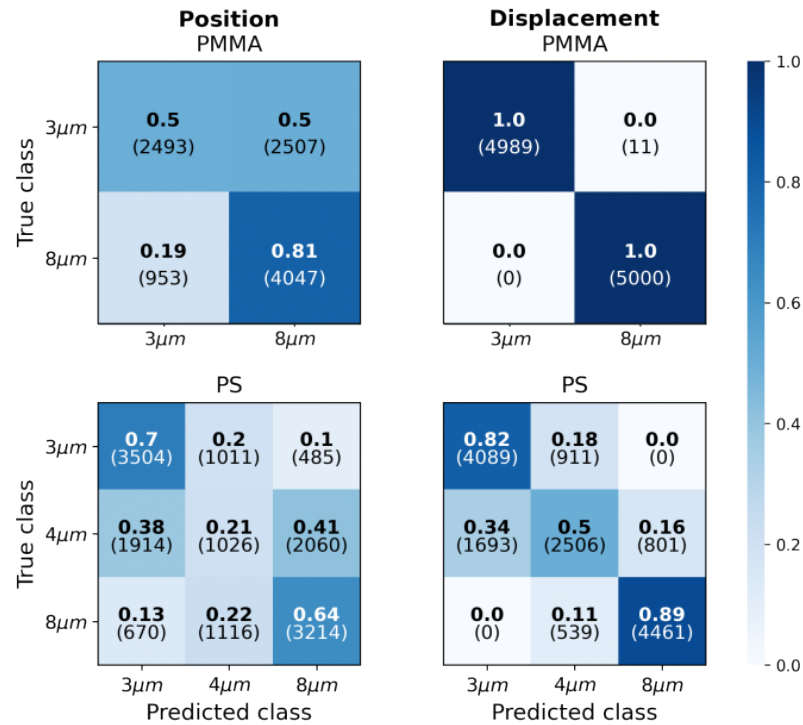 Position
PMMA
Displacement
PMMA
True class
3μm
8μm
0.5
(2493)
0.5
(2507)
0.19
(953)
0.81
(4047)
3μm
8μm
1.0
(4989)
0.0
(11)
0.0
(0)
1.0
(5000)
3μm
8μm
PS
True class
3μm
4μm
8μm
0.7
(3504)
0.2
(1011)
0.1
(485)
0.38
(1914)
0.21
(1026)
0.41
(2060)
0.13
(670)
0.22
(1116)
0.64
(3214)
3μm
4μm
8μm
Predicted class
PS
0.82
(4089)
0.18
(911)
0.0
(0)
0.34
(1693)
0.5
(2506)
0.16
(801)
0.0
(0)
0.11
(539)
0.89
(4461)
3μm
4μm
8μm
Predicted class
1.0
0.8
0.6
0.4
0.2
0.0